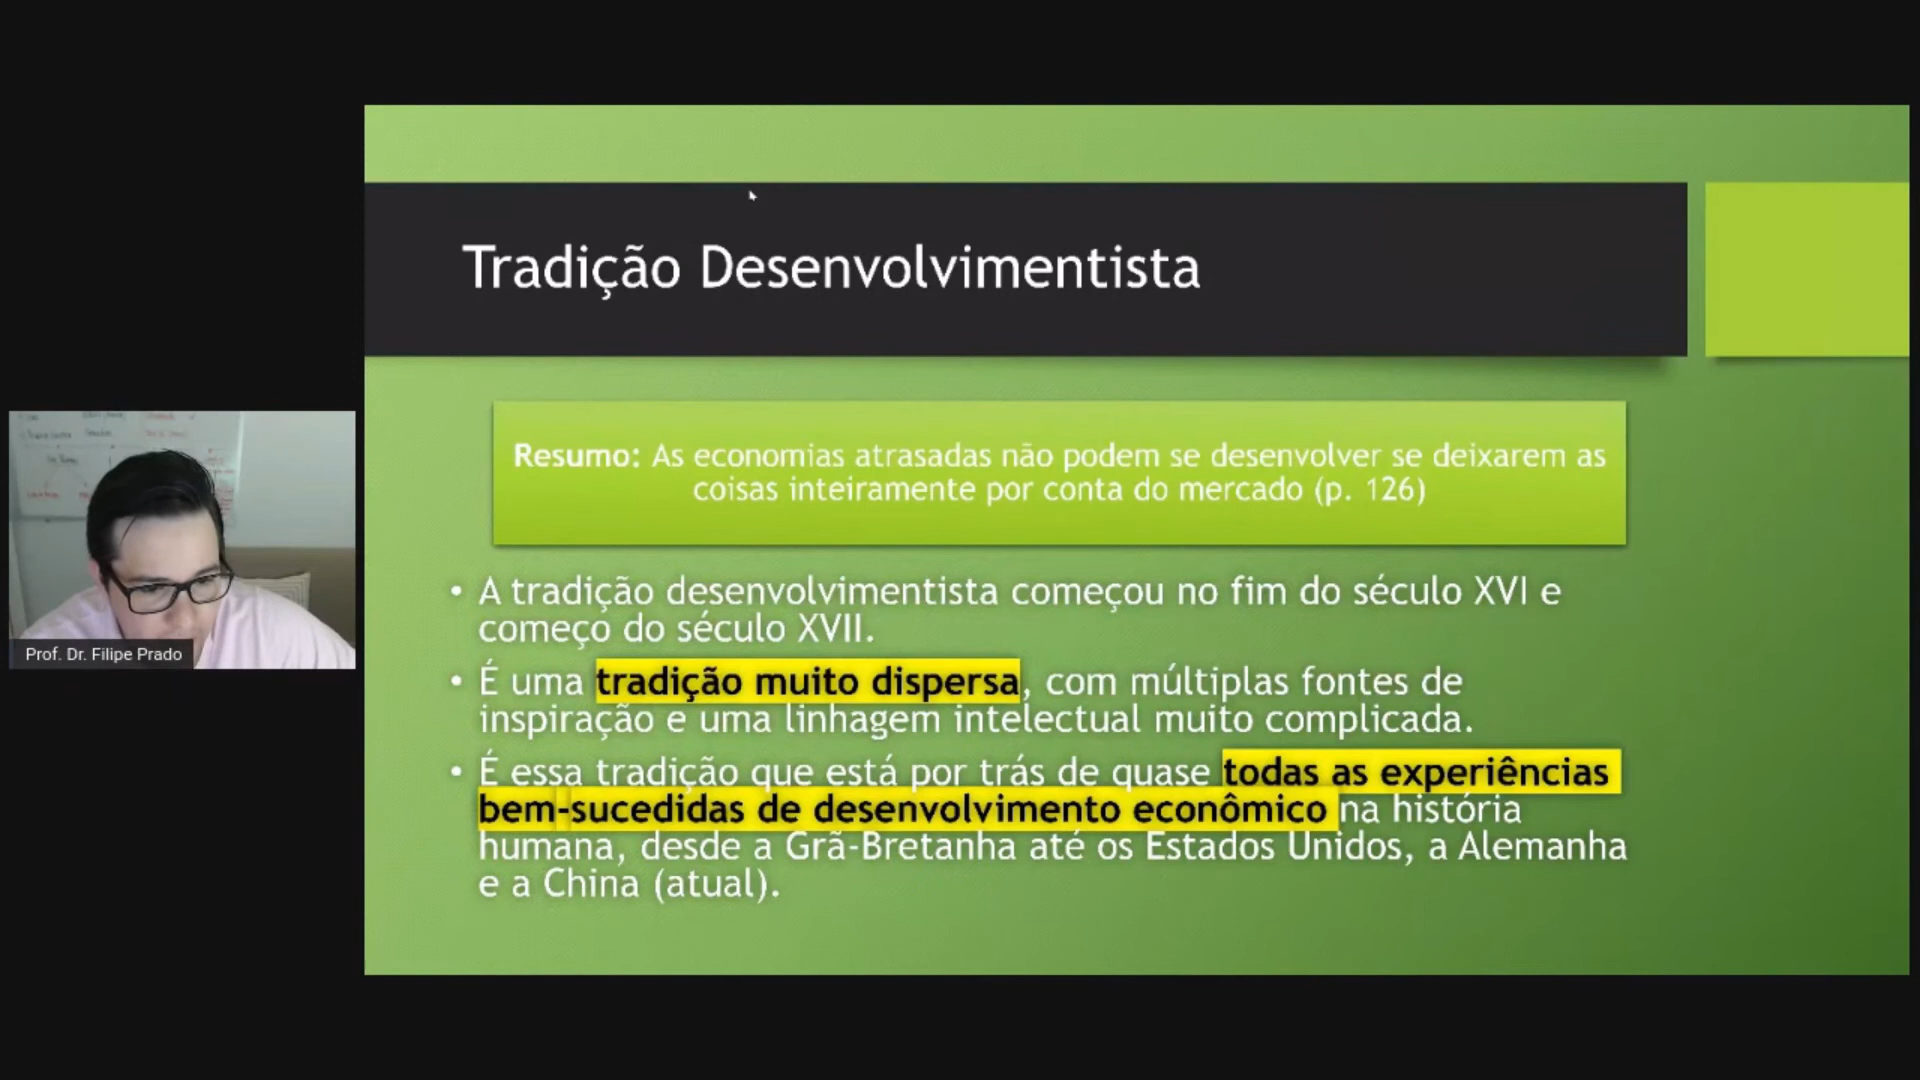 Tradição Desenvolvimentista
Resumo: As economias atrasadas não podem se desenvolver se deixarem as
coisas inteiramente por conta do mercado (p. 126)
• A tradição desenvolvimentista começou no fim do século XVI e
começo do século XVII.
• É uma tradição muito dispersa, com múltiplas fontes de
inspiração e uma linhagem intelectual muito complicada.
• É essa tradição que está por trás de quase todas as experiências
bem-sucedidas de desenvolvimento econômico na história
humana, desde a Grã-Bretanha até os Estados Unidos, a Alemanha
e a China (atual).
Prof. Dr. Filipe Prado